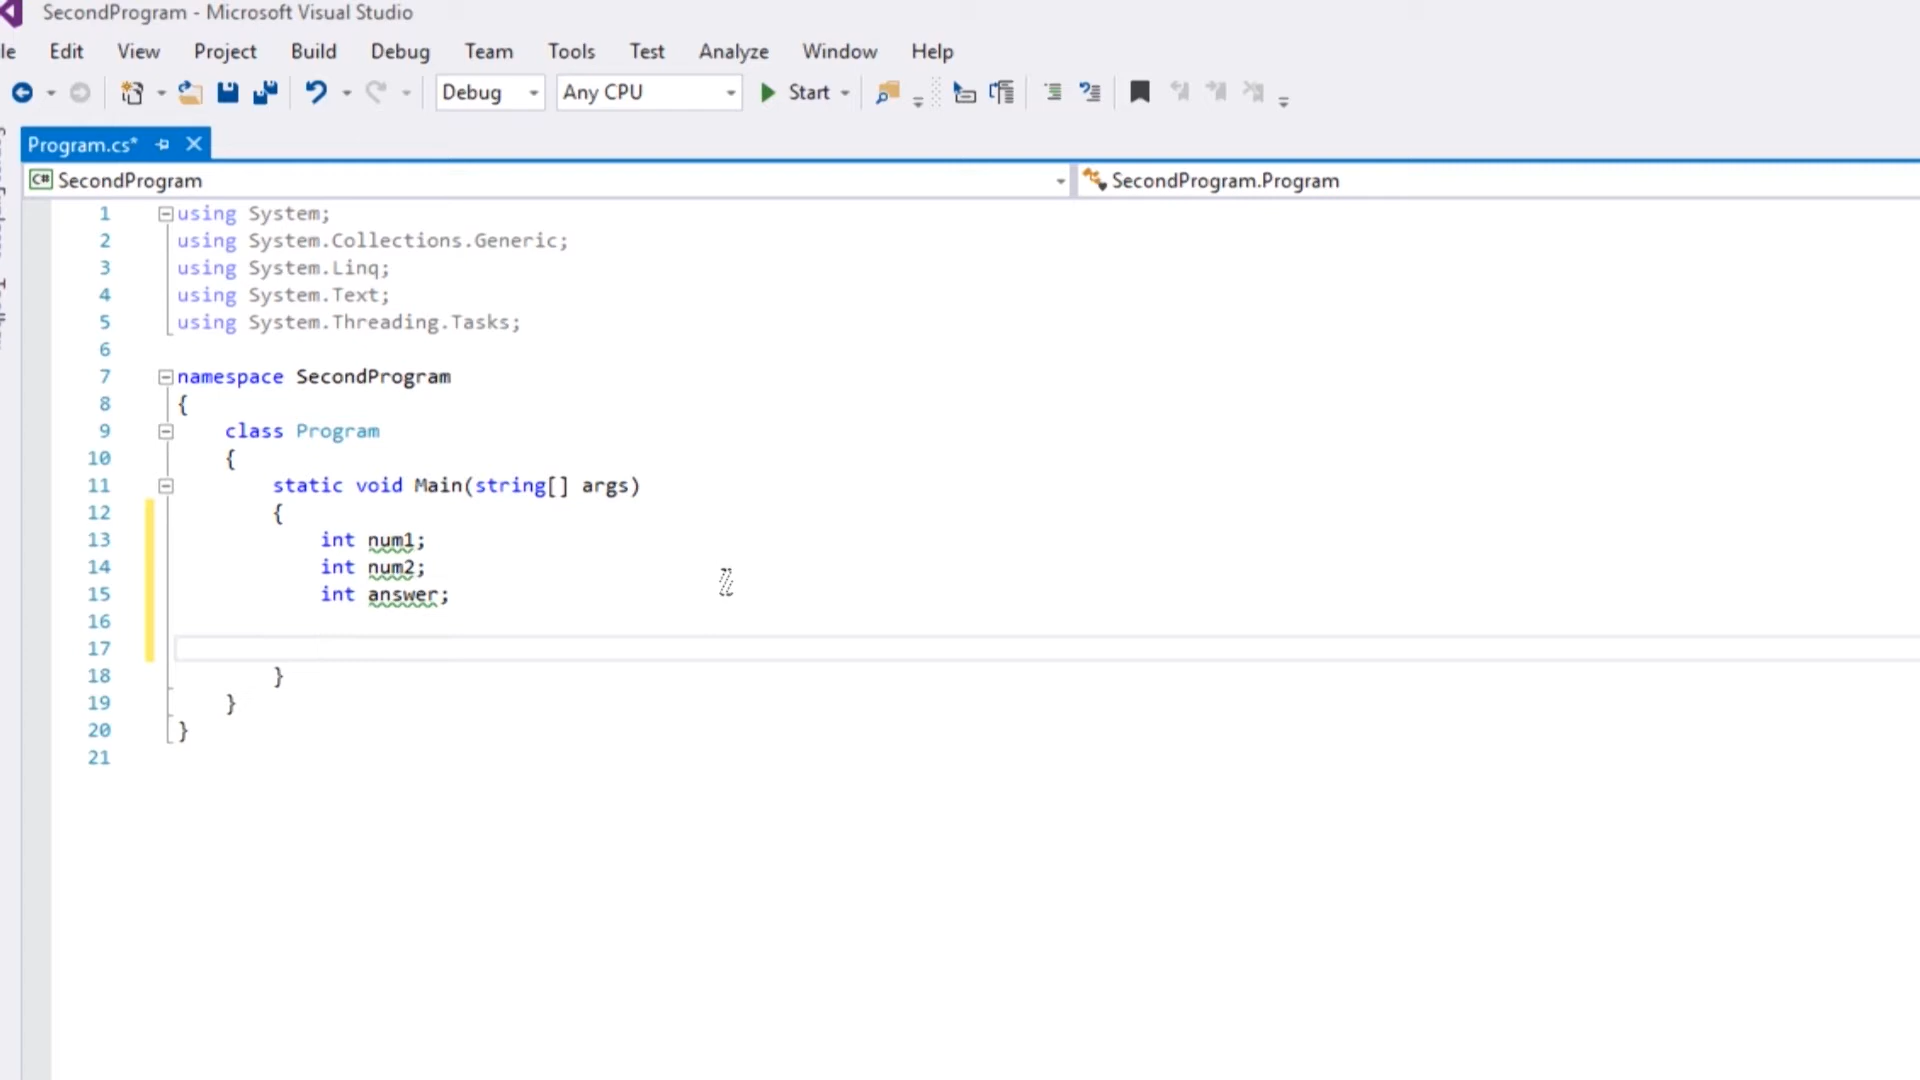 SecondProgram - Microsoft Visual Studio
le Edit View Project Build Debug Team Tools Test Analyze Window Help
Debug Any CPU Start
Program.cs*
C# SecondProgram SecondProgram.Program
1 using System;
2 using System.Collections.Generic;
3 using System.Linq;
4 using System.Text;
5 using System.Threading.Tasks;
6
7 namespace SecondProgram
8 {
9 class Program
10 {
11 static void Main(string[] args)
12 {
13 int num1;
14 int num2;
15 int answer;
16
17
18 }
19 }
20 }
21